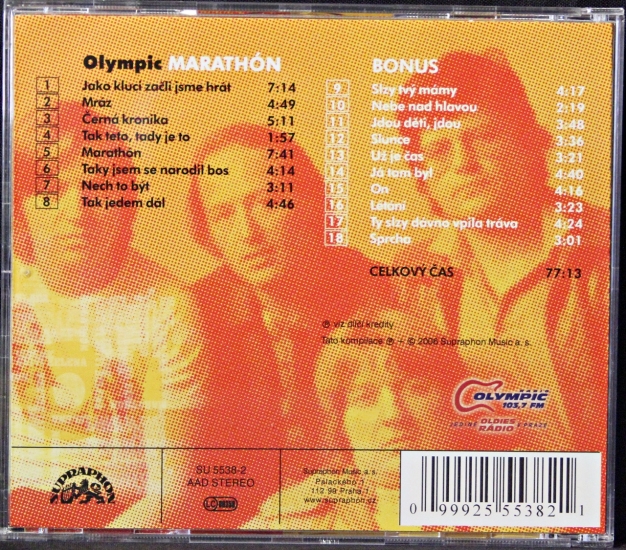 Olympic MARATHÓN
1 Jako kluci začli jsme hrát 7:14
2 Mráz 4:49
3 Černá kronika 5:11
4 Tak teto, tady je to 1:57
5 Marathón 7:41
6 Taky jsem se narodil bos 4:14
7 Nech to být 3:11
8 Tak jedem dál 4:46
BONUS
9 Slzy tvý mámy 4:17
10 Nebe nad hlavou 2:19
11 Jdou děti, jdou 3:48
12 Slunce 3:36
13 Už je čas 3:21
14 Já tam byl 4:40
15 On 4:16
16 Létání 3:23
17 Ty slzy dávno vpila tráva 4:24
18 Sprcha 3:01
CELKOVÝ ČAS 77:13
℗ viz dílčí kredity
Tato kompilace ℗ – © 2006 Supraphon Music a. s.
RÁDIO
OLYMPIC
103,7 FM
JEDINÉ OLDIES RÁDIO V PRAZE
SUPRAPHON
SU 5538-2
AAD STEREO
LC
Supraphon Music a. s.
Palackého 1
112 99 Praha
www.supraphon.cz
0 99925 55382 1